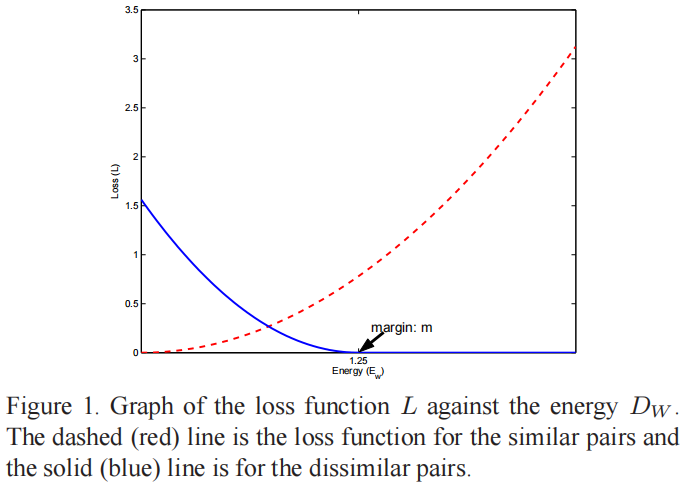 3.5
3
2.5
2
Loss (L)
1.5
1
0.5
margin: m
0
1.25
Energy (E_w)
Figure 1. Graph of the loss function L against the energy D_W.
The dashed (red) line is the loss function for the similar pairs and
the solid (blue) line is for the dissimilar pairs.